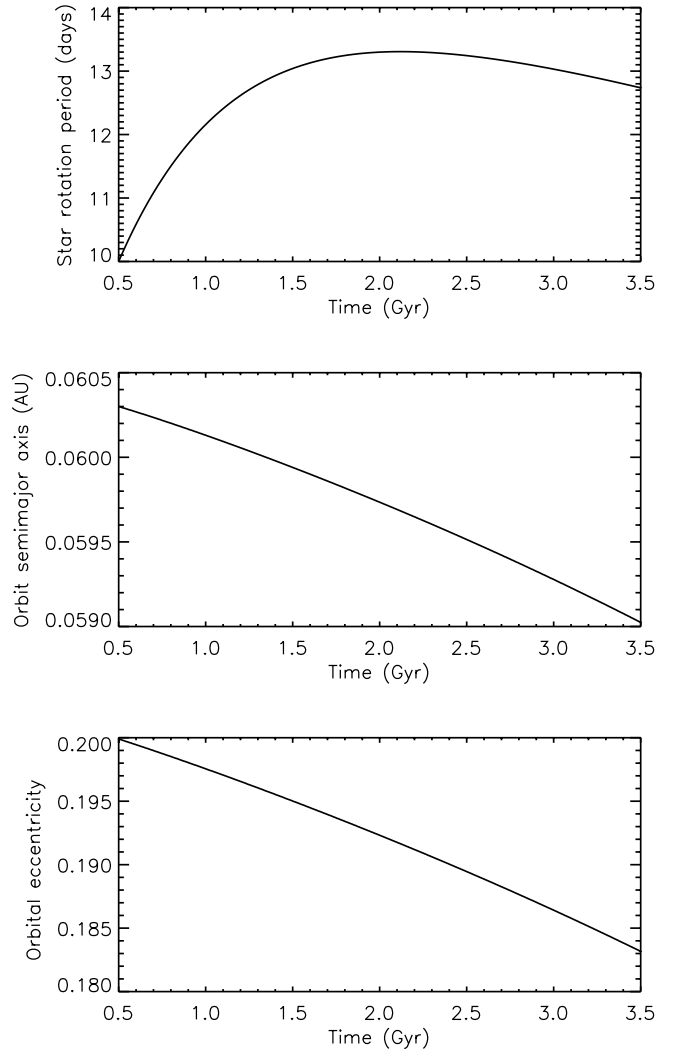 Star rotation period (days)
14
13
12
11
10
0.5 1.0 1.5 2.0 2.5 3.0 3.5
Time (Gyr)
Orbit semimajor axis (AU)
0.0605
0.0600
0.0595
0.0590
0.5 1.0 1.5 2.0 2.5 3.0 3.5
Time (Gyr)
Orbital eccentricity
0.200
0.195
0.190
0.185
0.180
0.5 1.0 1.5 2.0 2.5 3.0 3.5
Time (Gyr)